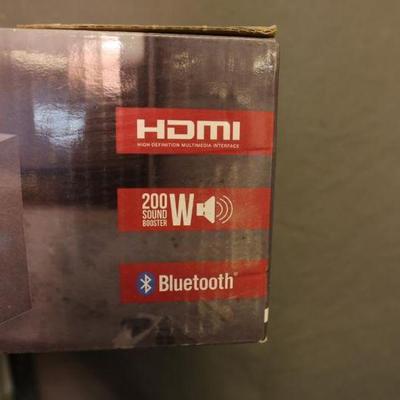 HDMI
HIGH-DEFINITION MULTIMEDIA INTERFACE
200 W
SOUND
BOOSTER
Bluetooth®